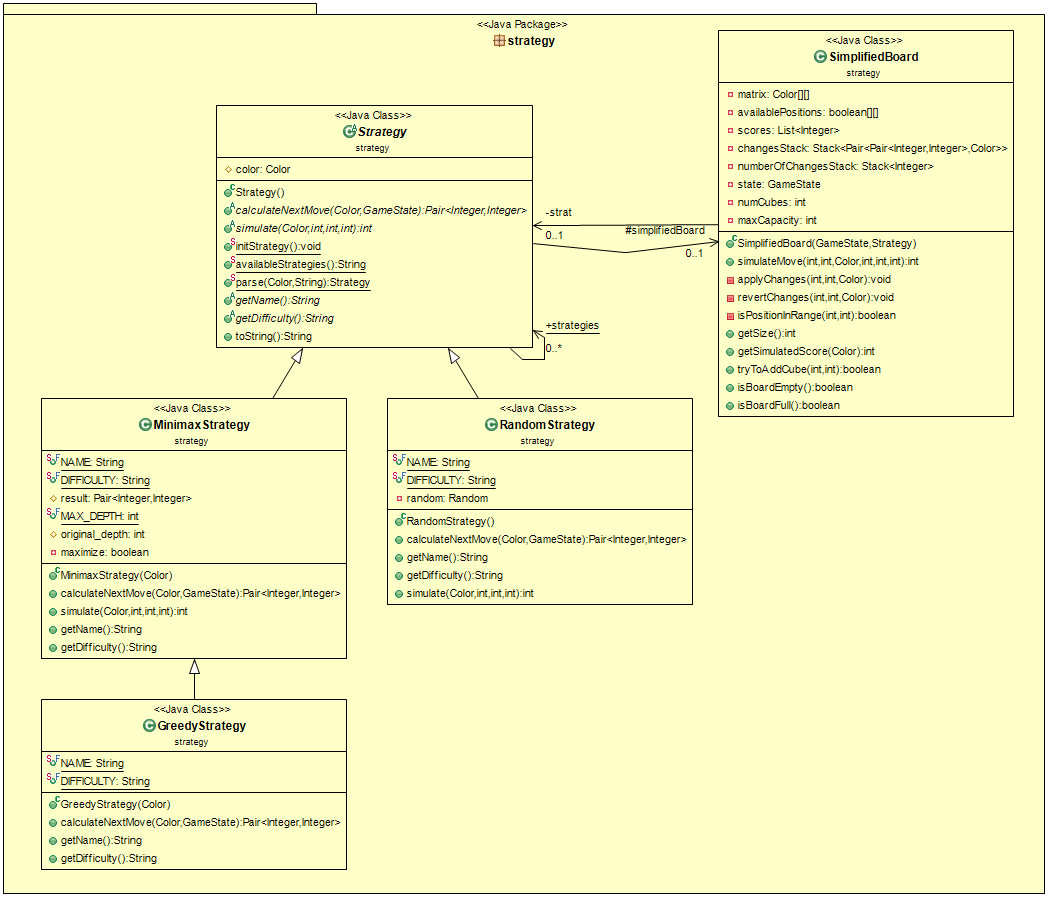 <<Java Package>>
strategy
<<Java Class>>
SimplifiedBoard
strategy
matrix: Color[][]
availablePositions: boolean[][]
scores: List<Integer>
changesStack: Stack<Pair<Pair<Integer,Integer>,Color>>
numberOfChangesStack: Stack<Integer>
state: GameState
numCubes: int
maxCapacity: int
SimplifiedBoard(GameState,Strategy)
simulateMove(int,int,Color,int,int,int):int
applyChanges(int,int,Color):void
revertChanges(int,int,Color):void
isPositionInRange(int,int):boolean
getSize():int
getSimulatedScore(Color):int
tryToAddCube(int,int):boolean
isBoardEmpty():boolean
isBoardFull():boolean
<<Java Class>>
Strategy
strategy
color: Color
Strategy()
calculateNextMove(Color,GameState):Pair<Integer,Integer>
simulate(Color,int,int,int):int
initStrategy():void
availableStrategies():String
parse(Color,String):Strategy
getName():String
getDifficulty():String
toString():String
-strat
0..1
#simplifiedBoard
0..1
+strategies
0..*
<<Java Class>>
MinimaxStrategy
strategy
NAME: String
DIFFICULTY: String
result: Pair<Integer,Integer>
MAX_DEPTH: int
original_depth: int
maximize: boolean
MinimaxStrategy(Color)
calculateNextMove(Color,GameState):Pair<Integer,Integer>
simulate(Color,int,int,int):int
getName():String
getDifficulty():String
<<Java Class>>
RandomStrategy
strategy
NAME: String
DIFFICULTY: String
random: Random
RandomStrategy()
calculateNextMove(Color,GameState):Pair<Integer,Integer>
getName():String
getDifficulty():String
simulate(Color,int,int,int):int
<<Java Class>>
GreedyStrategy
strategy
NAME: String
DIFFICULTY: String
GreedyStrategy(Color)
calculateNextMove(Color,GameState):Pair<Integer,Integer>
getName():String
getDifficulty():String